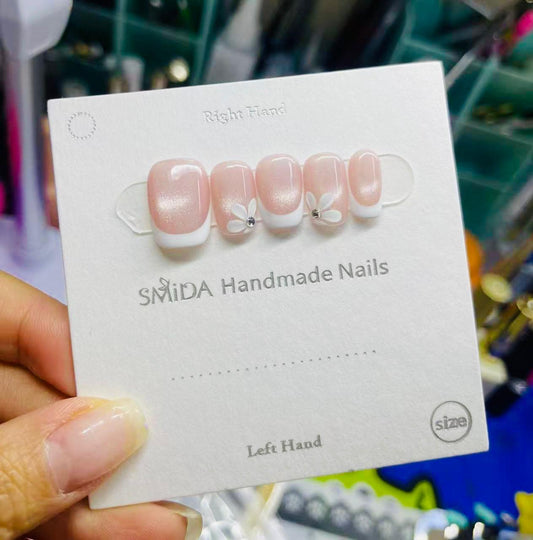 Right Hand
SMiDA Handmade Nails
Left Hand
size